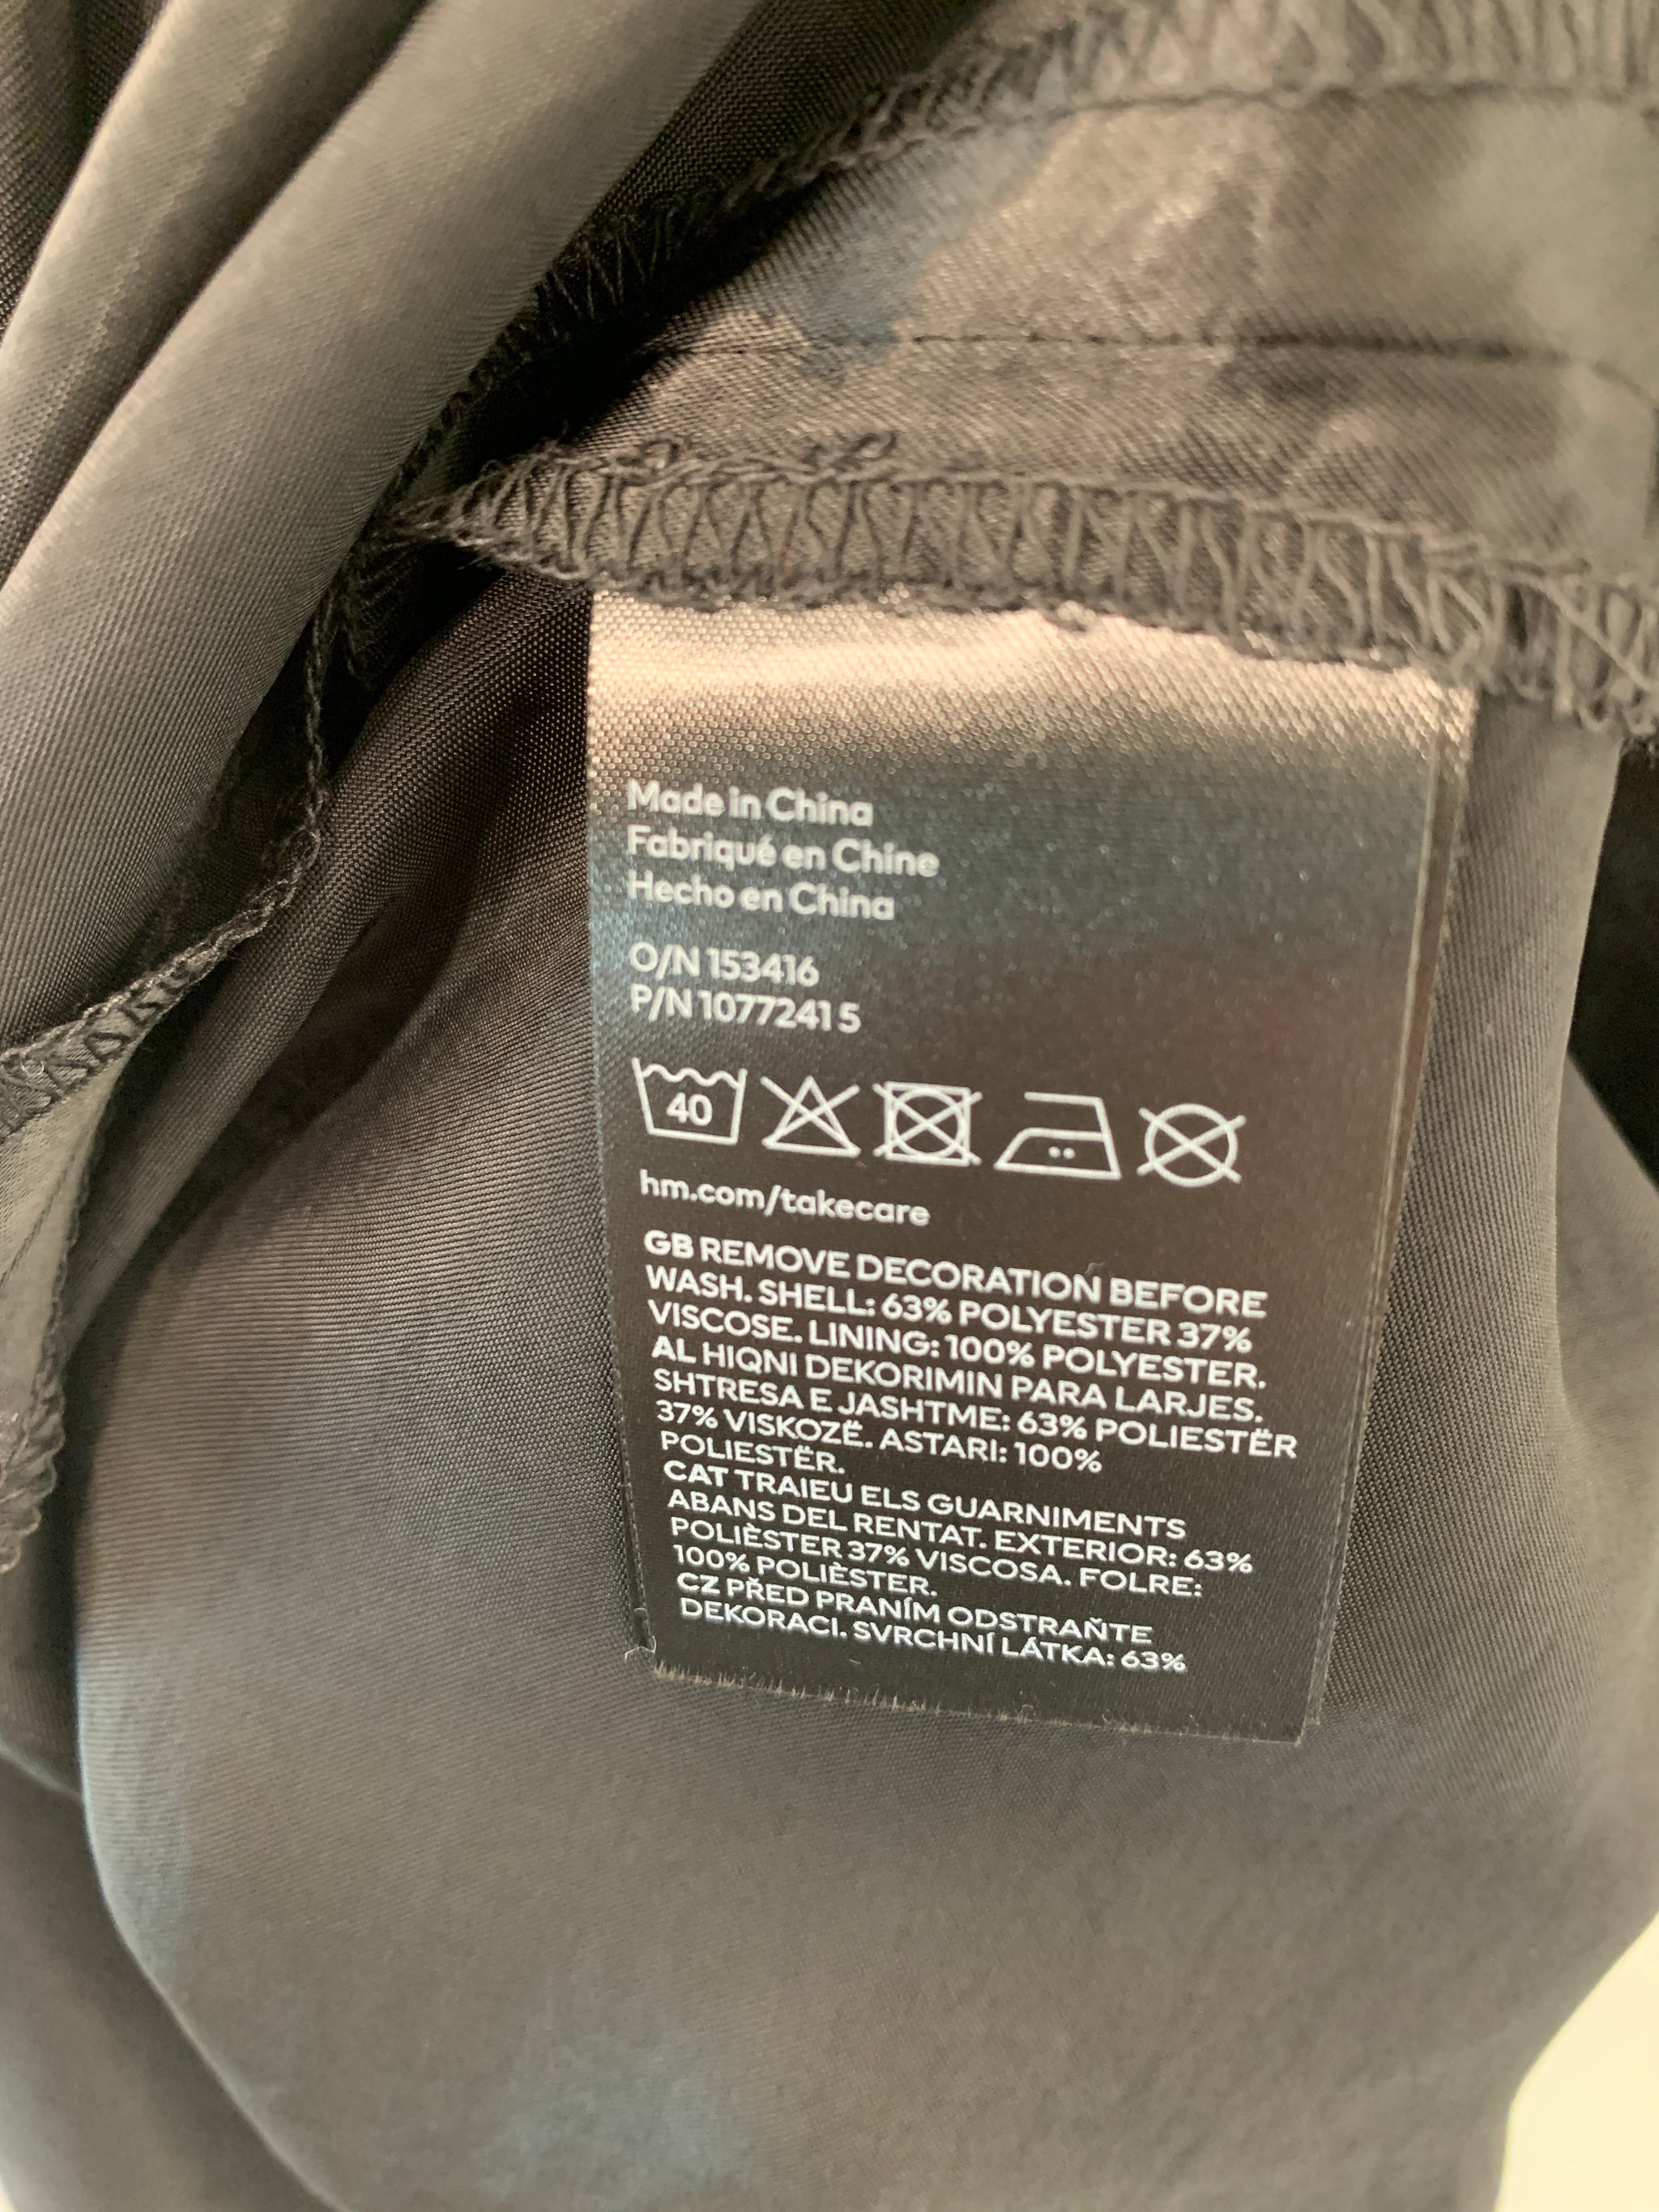 Made in China
Fabriqué en Chine
Hecho en China
O/N 153416
P/N 107724 15
40
hm.com/takecare
GB REMOVE DECORATION BEFORE
WASH. SHELL: 63% POLYESTER 37%
VISCOSE. LINING: 100% POLYESTER.
AL HIQNI DEKORIMIN PARA LARJES.
SHTRESA E JASHTME: 63% POLIESTËR
37% VISKOZË. ASTARI: 100%
POLIESTËR.
CAT TRAIEU ELS GUARNIMENTS
ABANS DEL RENTAT. EXTERIOR: 63%
POLIÈSTER 37% VISCOSA. FOLRE:
100% POLIÈSTER.
CZ PŘED PRANÍM ODSTRAŇTE
DEKORACI. SVRCHNÍ LÁTKA: 63%